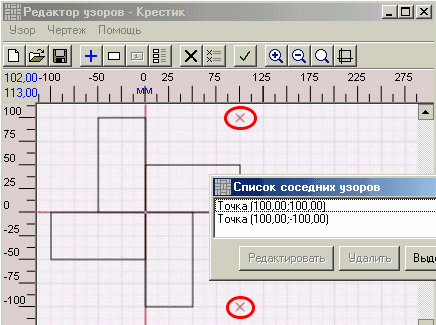 Редактор узоров - Крестик
Узор Чертеж Помощь
102,00 -100 -50 0 25 75 125 175 225 275
113,00 мм
100
75
50
25
0
-25
-50
-75
-100
Список соседних узоров
Точка (100,00;100,00)
Точка (100,00;-100,00)
Редактировать Удалить Выде